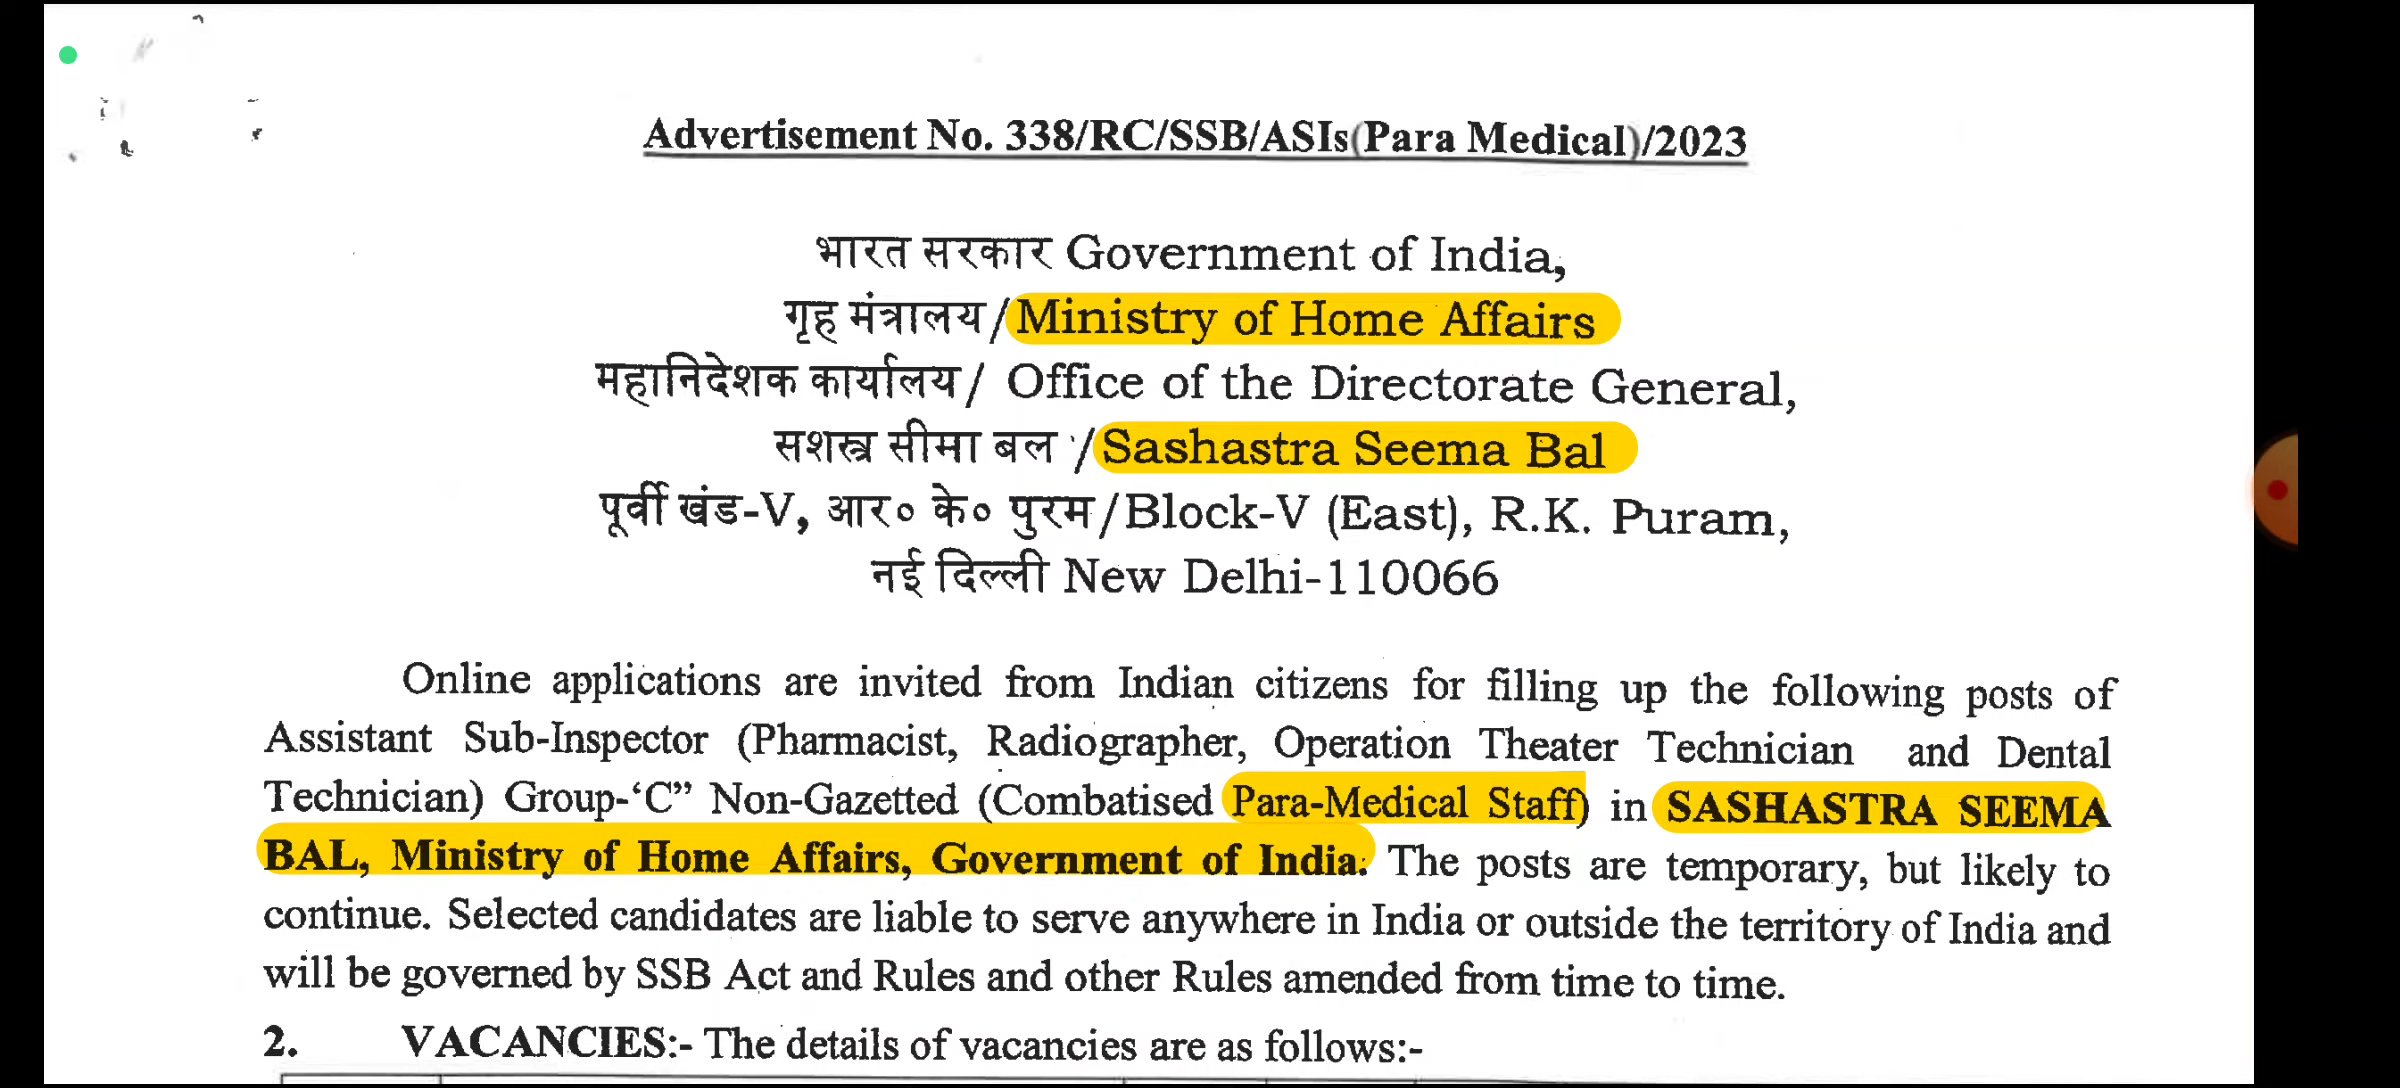 Advertisement No. 338/RC/SSB/ASIs(Para Medical)/2023
भारत सरकार Government of India,
गृह मंत्रालय/Ministry of Home Affairs
महानिदेशक कार्यालय/ Office of the Directorate General,
सशस्त्र सीमा बल /Sashastra Seema Bal
पूर्वी खंड-V, आर० के० पुरम/Block-V (East), R.K. Puram,
नई दिल्ली New Delhi-110066
Online applications are invited from Indian citizens for filling up the following posts of
Assistant Sub-Inspector (Pharmacist, Radiographer, Operation Theater Technician and Dental
Technician) Group-‘C” Non-Gazetted (Combatised Para-Medical Staff) in SASHASTRA SEEMA
BAL, Ministry of Home Affairs, Government of India. The posts are temporary, but likely to
continue. Selected candidates are liable to serve anywhere in India or outside the territory of India and
will be governed by SSB Act and Rules and other Rules amended from time to time.
2. VACANCIES:- The details of vacancies are as follows:-